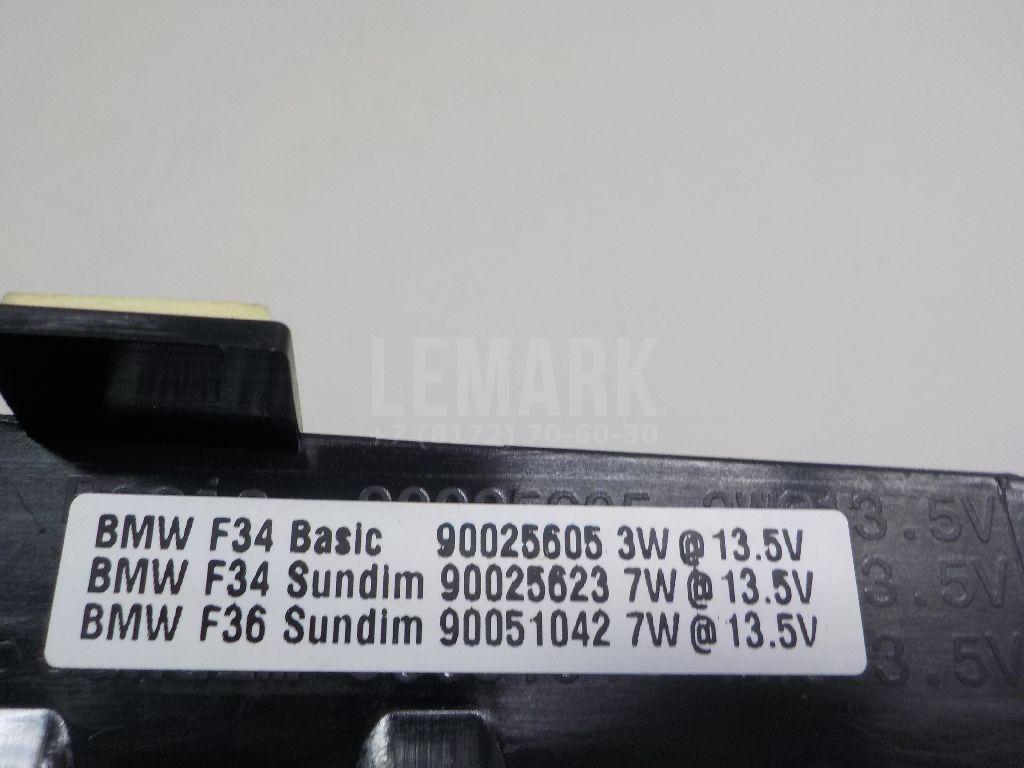 LEMARK
+7 (8172) 70-60-30
BMW F34 Basic 90025605 3W @ 13.5V
BMW F34 Sundim 90025623 7W @ 13.5V
BMW F36 Sundim 90051042 7W @ 13.5V